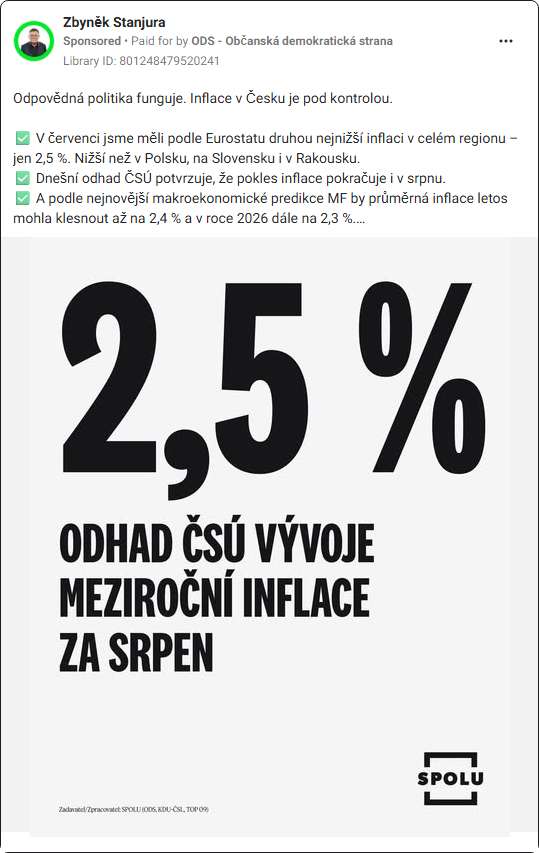 Zbyněk Stanjura
Sponsored • Paid for by ODS - Občanská demokratická strana
Library ID: 801248479520241
Odpovědná politika funguje. Inflace v Česku je pod kontrolou.
✅ V červenci jsme měli podle Eurostatu druhou nejnižší inflaci v celém regionu –
jen 2,5 %. Nižší než v Polsku, na Slovensku i v Rakousku.
✅ Dnešní odhad ČSÚ potvrzuje, že pokles inflace pokračuje i v srpnu.
✅ A podle nejnovější makroekonomické predikce MF by průměrná inflace letos
mohla klesnout až na 2,4 % a v roce 2026 dále na 2,3 %....
2,5 %
ODHAD ČSÚ VÝVOJE
MEZIROČNÍ INFLACE
ZA SRPEN
SPOLU
Zadavatel/Zpracovatel: SPOLU (ODS, KDU-ČSL, TOP 09)